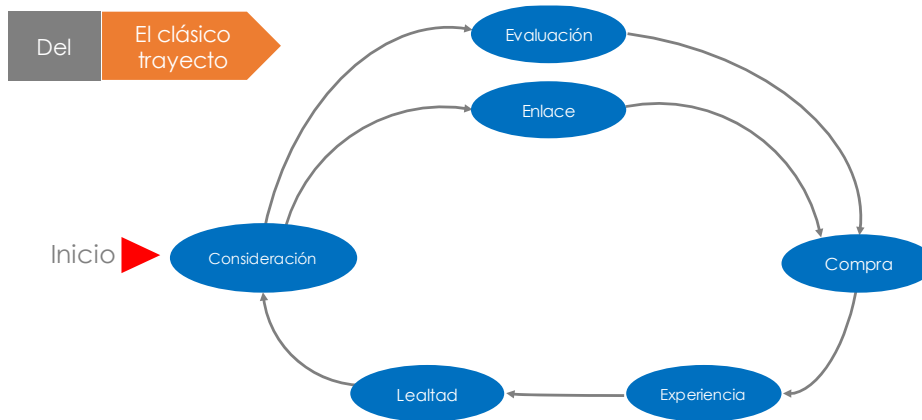 Del
El clásico
trayecto
Evaluación
Enlace
Inicio
Consideración
Compra
Lealtad
Experiencia